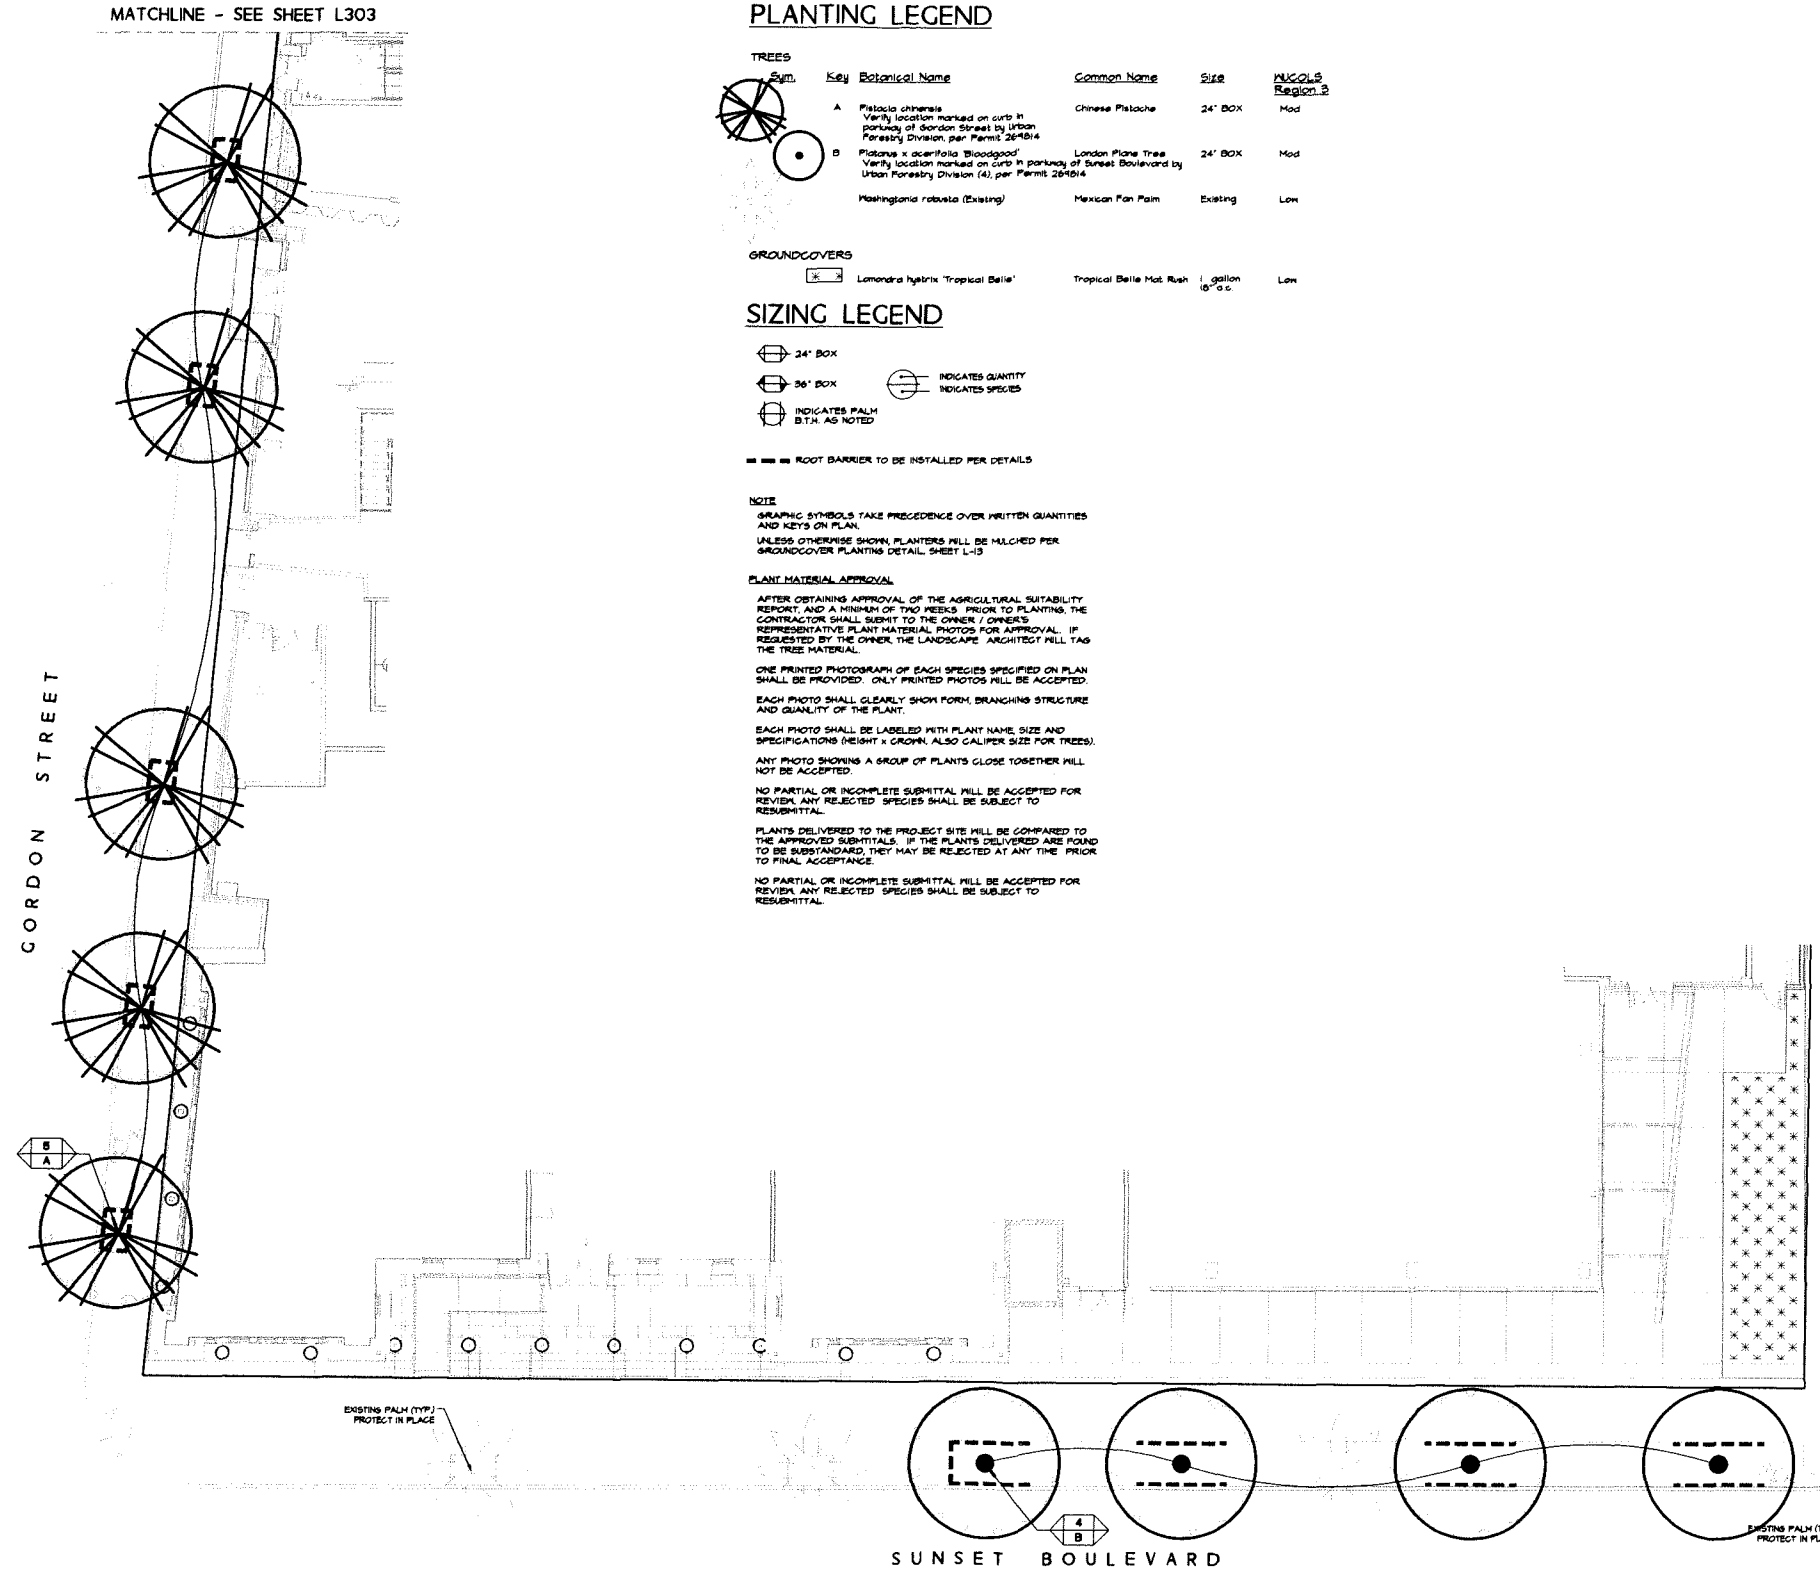 MATCHLINE - SEE SHEET L303
PLANTING LEGEND
TREES
Sym. Key Botanical Name Common Name Size WUCOLS Region 3
A Pistacia chinensis Chinese Pistache 24" BOX Mod
Verify location marked on curb in
parkway of Gordon Street by Urban
Forestry Division, per Permit 269814
B Platanus x acerifolia 'Bloodgood' London Plane Tree 24" BOX Mod
Verify location marked on curb in parkway of Sunset Boulevard by
Urban Forestry Division (4), per Permit 269814
Washingtonia robusta (Existing) Mexican Fan Palm Existing Low
GROUNDCOVERS
Lomandra hystrix 'Tropical Belle' Tropical Belle Mat Rush 1 gallon Low
18" o.c.
SIZING LEGEND
24" BOX
36" BOX
INDICATES QUANTITY
INDICATES SPECIES
INDICATES PALM
B.T.H. AS NOTED
ROOT BARRIER TO BE INSTALLED PER DETAILS
NOTE
GRAPHIC SYMBOLS TAKE PRECEDENCE OVER WRITTEN QUANTITIES
AND KEYS ON PLAN.
UNLESS OTHERWISE SHOWN, PLANTERS WILL BE MULCHED PER
GROUNDCOVER PLANTING DETAIL, SHEET L-13
PLANT MATERIAL APPROVAL
AFTER OBTAINING APPROVAL OF THE AGRICULTURAL SUITABILITY
REPORT, AND A MINIMUM OF TWO WEEKS PRIOR TO PLANTING, THE
CONTRACTOR SHALL SUBMIT TO THE OWNER / OWNER'S
REPRESENTATIVE PLANT MATERIAL PHOTOS FOR APPROVAL. IF
REQUESTED BY THE OWNER, THE LANDSCAPE ARCHITECT WILL TAG
THE TREE MATERIAL.
ONE PRINTED PHOTOGRAPH OF EACH SPECIES SPECIFIED ON PLAN
SHALL BE PROVIDED. ONLY PRINTED PHOTOS WILL BE ACCEPTED.
EACH PHOTO SHALL CLEARLY SHOW FORM, BRANCHING STRUCTURE
AND QUALITY OF THE PLANT.
EACH PHOTO SHALL BE LABELED WITH PLANT NAME, SIZE AND
SPECIFICATIONS (HEIGHT x CROWN, ALSO CALIPER SIZE FOR TREES).
ANY PHOTO SHOWING A GROUP OF PLANTS CLOSE TOGETHER WILL
NOT BE ACCEPTED.
NO PARTIAL OR INCOMPLETE SUBMITTAL WILL BE ACCEPTED FOR
REVIEW. ANY REJECTED SPECIES SHALL BE SUBJECT TO
RESUBMITTAL.
PLANTS DELIVERED TO THE PROJECT SITE WILL BE COMPARED TO
THE APPROVED SUBMITTALS. IF THE PLANTS DELIVERED ARE FOUND
TO BE SUBSTANDARD, THEY MAY BE REJECTED AT ANY TIME PRIOR
TO FINAL ACCEPTANCE.
NO PARTIAL OR INCOMPLETE SUBMITTAL WILL BE ACCEPTED FOR
REVIEW. ANY REJECTED SPECIES SHALL BE SUBJECT TO
RESUBMITTAL.
GORDON STREET
5
A
EXISTING PALM (TYP.)
PROTECT IN PLACE
4
B
EXISTING PALM (
PROTECT IN PL
SUNSET BOULEVARD